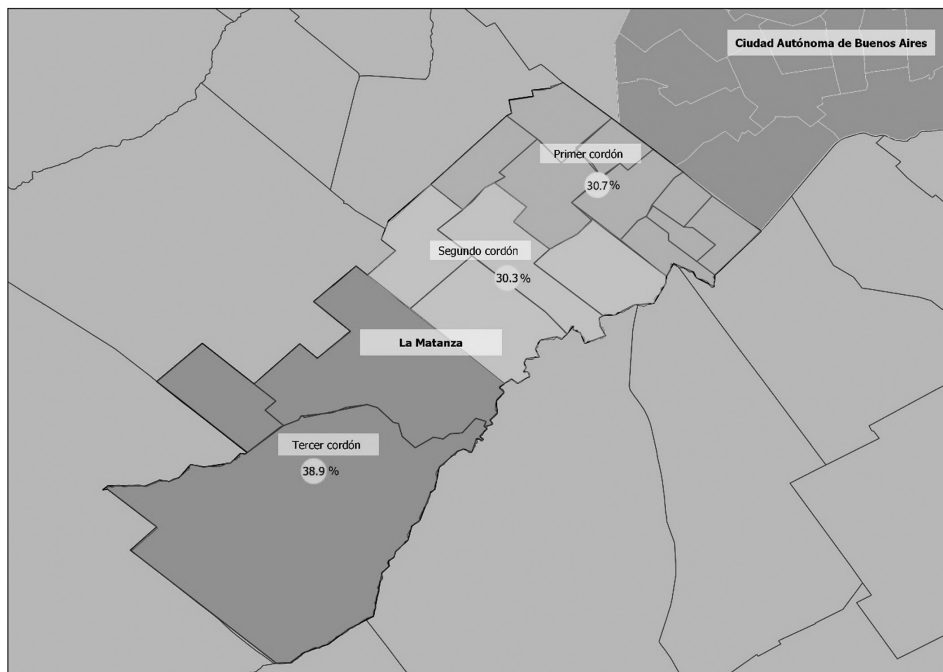 Ciudad Autónoma de Buenos Aires
Primer cordón
30.7 %
Segundo cordón
30.3 %
La Matanza
Tercer cordón
38.9 %